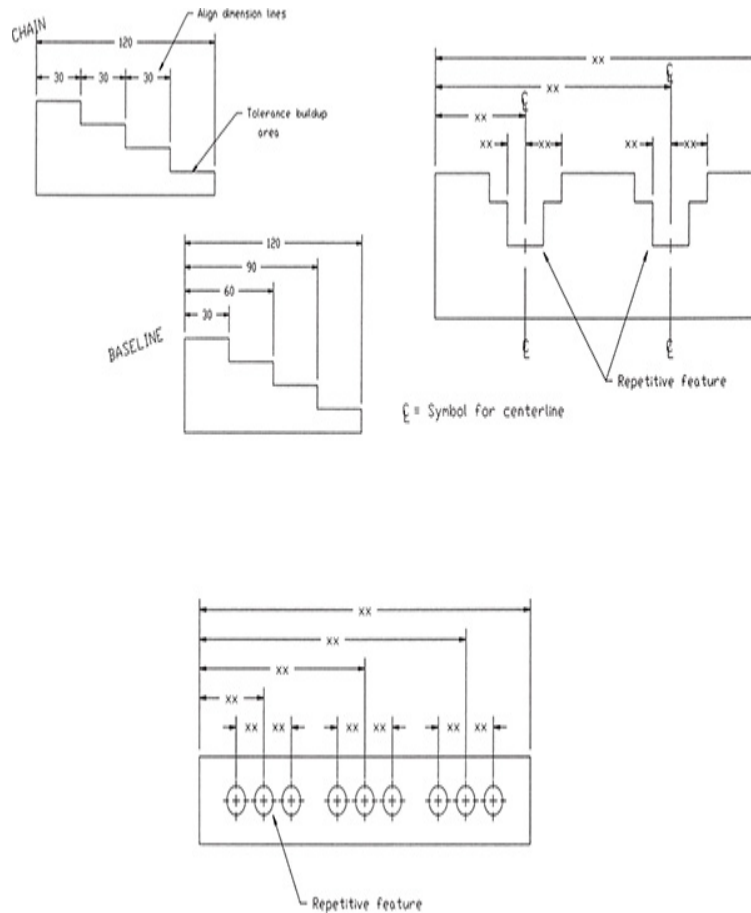 CHAIN
Align dimension lines
120
30 30 30
Tolerance buildup
area
BASELINE
120
90
60
30
XX
℄
XX
℄
XX
XX XX XX XX
℄ ℄
Repetitive feature
℄ = Symbol for centerline
XX
XX
XX
XX
XX XX XX XX XX XX
Repetitive feature